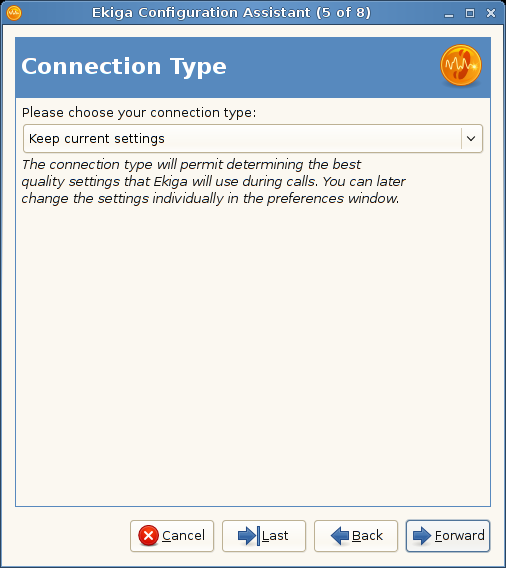 Ekiga Configuration Assistant (5 of 8)
Connection Type
Please choose your connection type:
Keep current settings
The connection type will permit determining the best
quality settings that Ekiga will use during calls. You can later
change the settings individually in the preferences window.
Cancel Last Back Forward